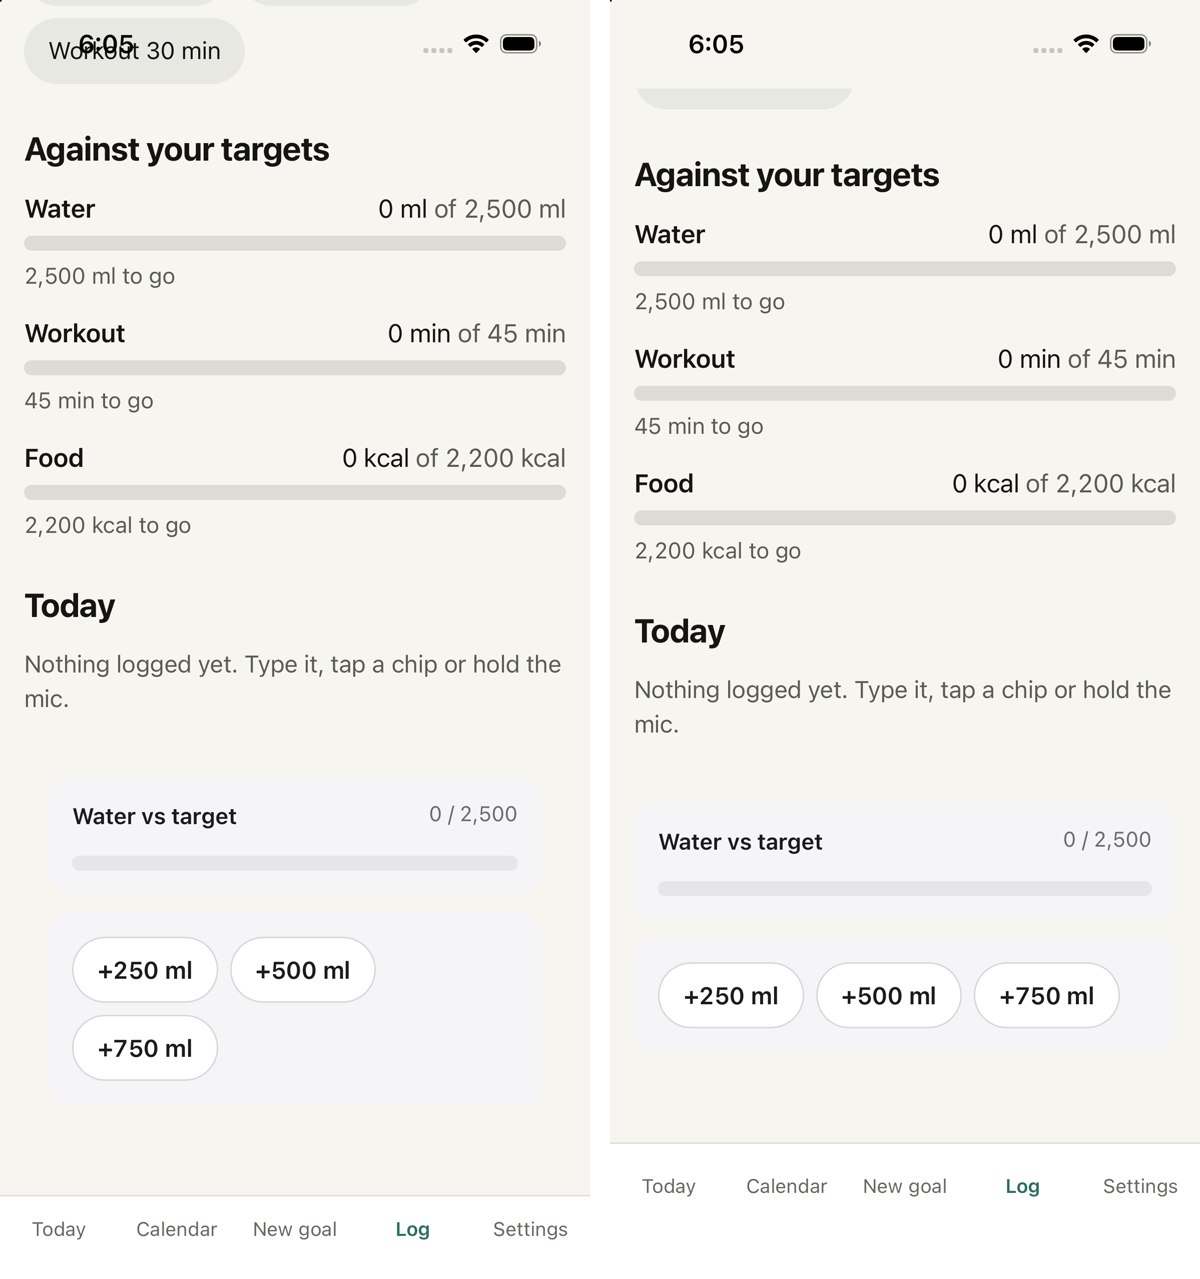 6:05
Workout 30 min
Against your targets
Water 0 ml of 2,500 ml
2,500 ml to go
Workout 0 min of 45 min
45 min to go
Food 0 kcal of 2,200 kcal
2,200 kcal to go
Today
Nothing logged yet. Type it, tap a chip or hold the
mic.
Water vs target 0 / 2,500
+250 ml +500 ml
+750 ml
Today Calendar New goal Log Settings
6:05
Against your targets
Water 0 ml of 2,500 ml
2,500 ml to go
Workout 0 min of 45 min
45 min to go
Food 0 kcal of 2,200 kcal
2,200 kcal to go
Today
Nothing logged yet. Type it, tap a chip or hold the
mic.
Water vs target 0 / 2,500
+250 ml +500 ml +750 ml
Today Calendar New goal Log Settings